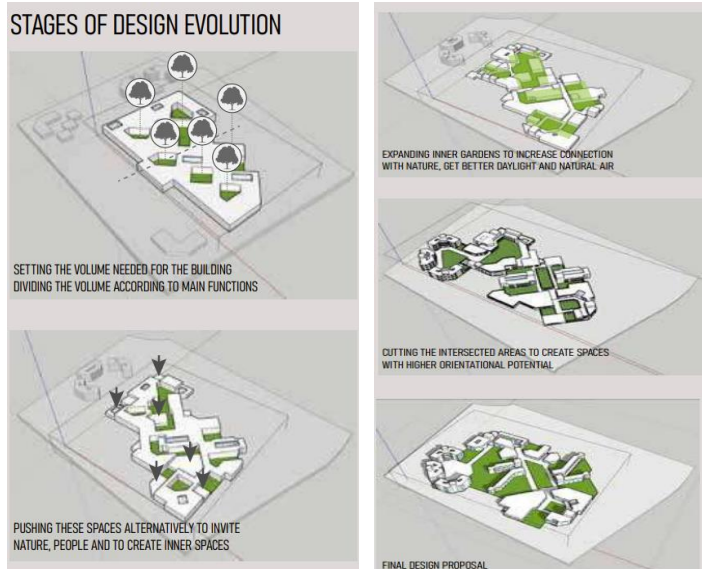 STAGES OF DESIGN EVOLUTION
SETTING THE VOLUME NEEDED FOR THE BUILDING
DIVIDING THE VOLUME ACCORDING TO MAIN FUNCTIONS
PUSHING THESE SPACES ALTERNATIVELY TO INVITE
NATURE, PEOPLE AND TO CREATE INNER SPACES
EXPANDING INNER GARDENS TO INCREASE CONNECTION
WITH NATURE, GET BETTER DAYLIGHT AND NATURAL AIR
CUTTING THE INTERSECTED AREAS TO CREATE SPACES
WITH HIGHER ORIENTATIONAL POTENTIAL
FINAL DESIGN PROPOSAL